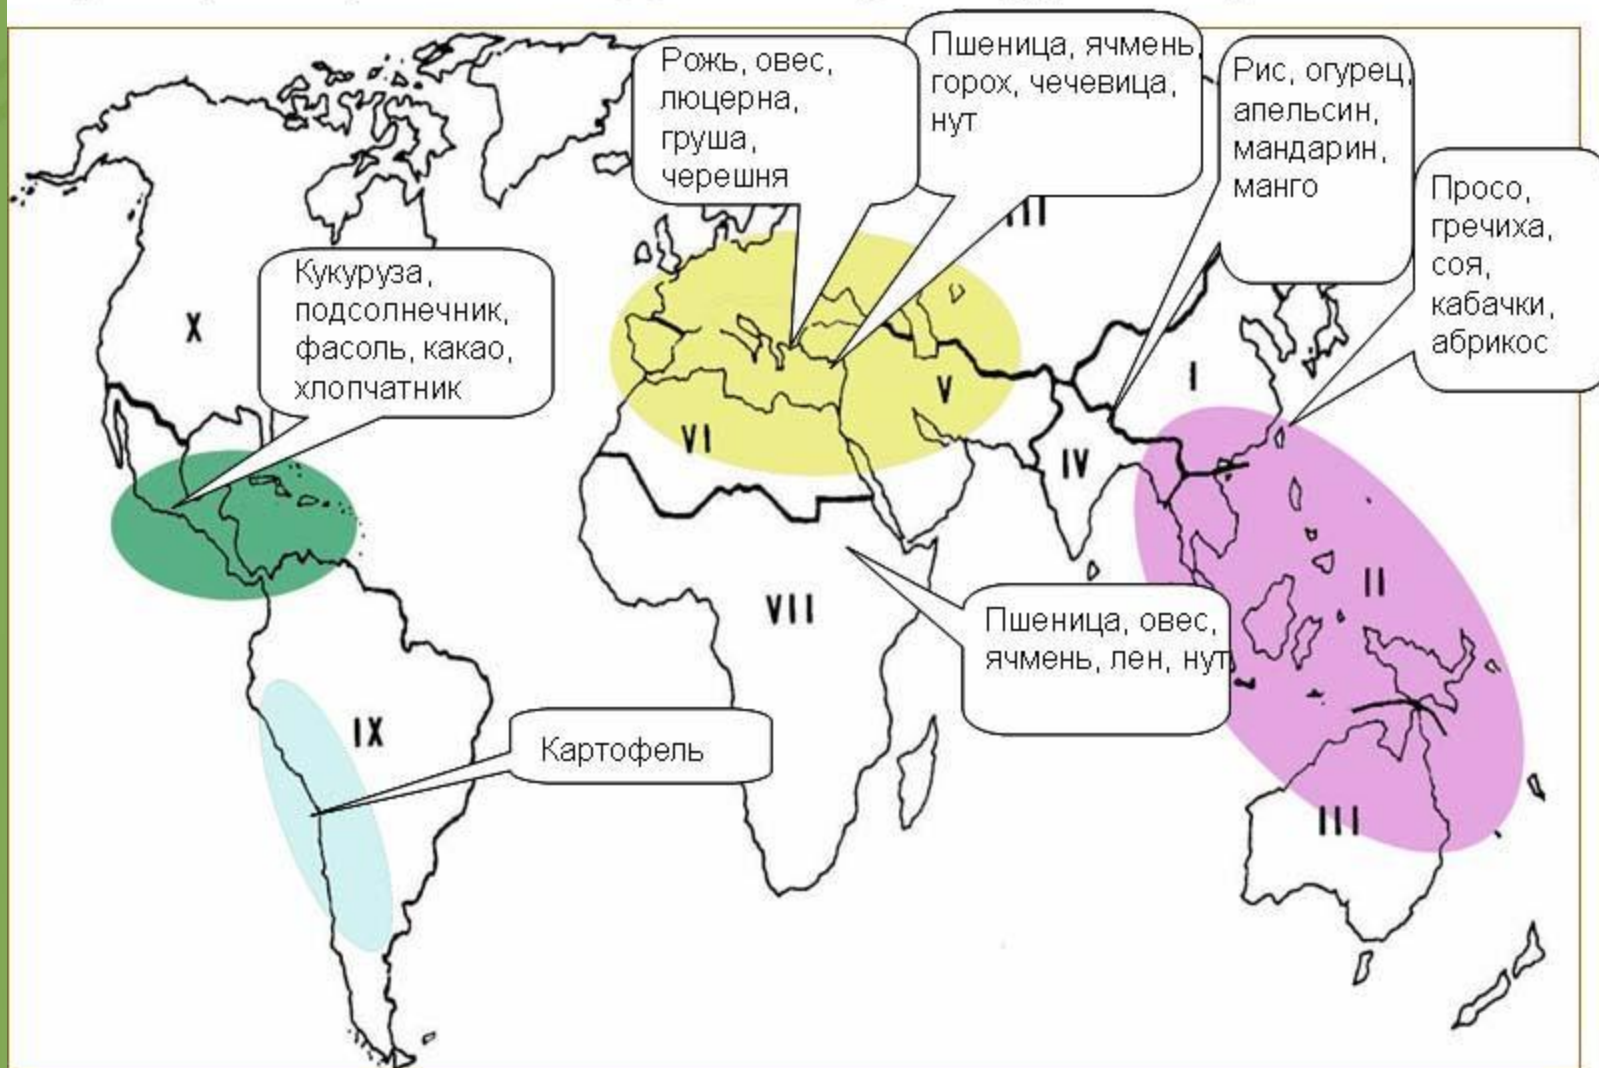 Рожь, овес,
люцерна,
груша,
черешня
Пшеница, ячмень,
горох, чечевица,
нут
Рис, огурец,
апельсин,
мандарин,
манго
Просо,
гречиха,
соя,
кабачки,
абрикос
Кукуруза,
подсолнечник,
фасоль, какао,
хлопчатник
X
I
V
VI
IV
VII
II
Пшеница, овес,
ячмень, лен, нут
IX
Картофель
III